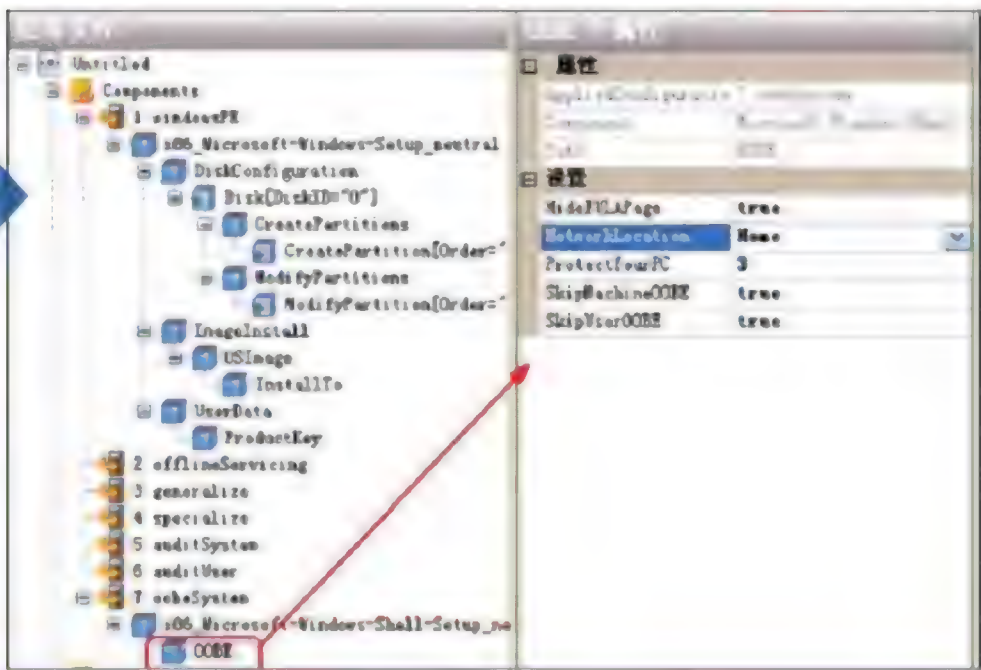 Untitled
Components
1 windowsPE
x86_Microsoft-Windows-Setup_neutral
DiskConfiguration
Disk[DiskID="0"]
CreatePartitions
CreatePartition[Order="
ModifyPartitions
ModifyPartition[Order="
ImageInstall
OSImage
InstallTo
UserData
ProductKey
2 offlineServicing
3 generalize
4 specialize
5 auditSystem
6 auditUser
7 oobeSystem
x86_Microsoft-Windows-Shell-Setup_ne
OOBE
属性
设置
HideEULAPage true
NetworkLocation Home
ProtectYourPC 3
SkipMachineOOBE true
SkipUserOOBE true